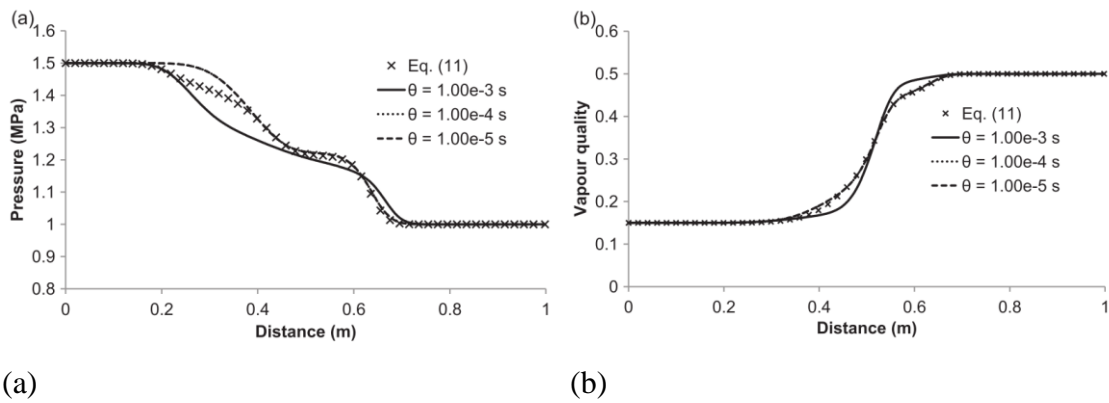 (a)
1.6
1.5
1.4
1.3
1.2
1.1
1
0.9
0.8
Pressure (MPa)
× Eq. (11)
θ = 1.00e-3 s
θ = 1.00e-4 s
θ = 1.00e-5 s
0 0.2 0.4 0.6 0.8 1
Distance (m)
(b)
0.6
0.5
0.4
0.3
0.2
0.1
0
Vapour quality
× Eq. (11)
θ = 1.00e-3 s
θ = 1.00e-4 s
θ = 1.00e-5 s
0 0.2 0.4 0.6 0.8 1
Distance (m)
(a) (b)